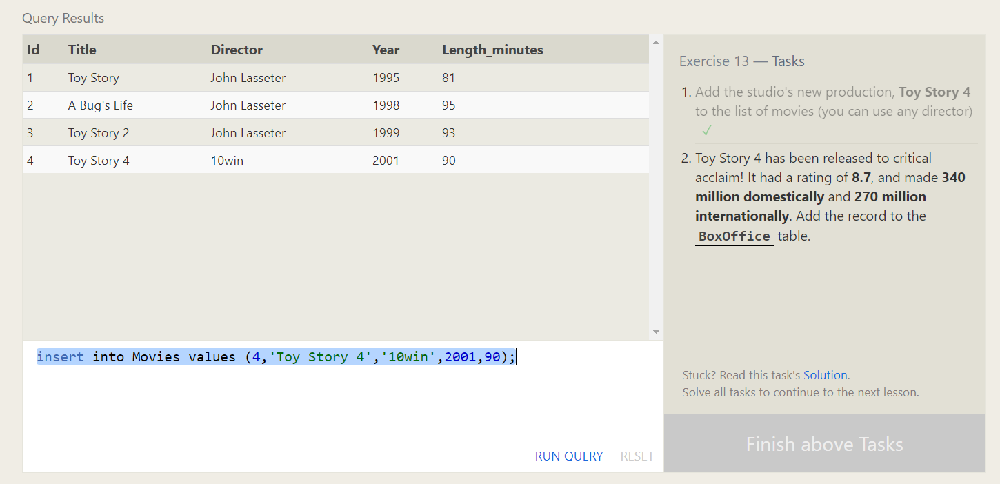 Query Results
Id Title Director Year Length_minutes
1 Toy Story John Lasseter 1995 81
2 A Bug's Life John Lasseter 1998 95
3 Toy Story 2 John Lasseter 1999 93
4 Toy Story 4 10win 2001 90
insert into Movies values (4,'Toy Story 4','10win',2001,90);
RUN QUERY RESET
Exercise 13 — Tasks
1. Add the studio's new production, Toy Story 4
to the list of movies (you can use any director)
✓
2. Toy Story 4 has been released to critical
acclaim! It had a rating of 8.7, and made 340
million domestically and 270 million
internationally. Add the record to the
BoxOffice table.
Stuck? Read this task's Solution.
Solve all tasks to continue to the next lesson.
Finish above Tasks